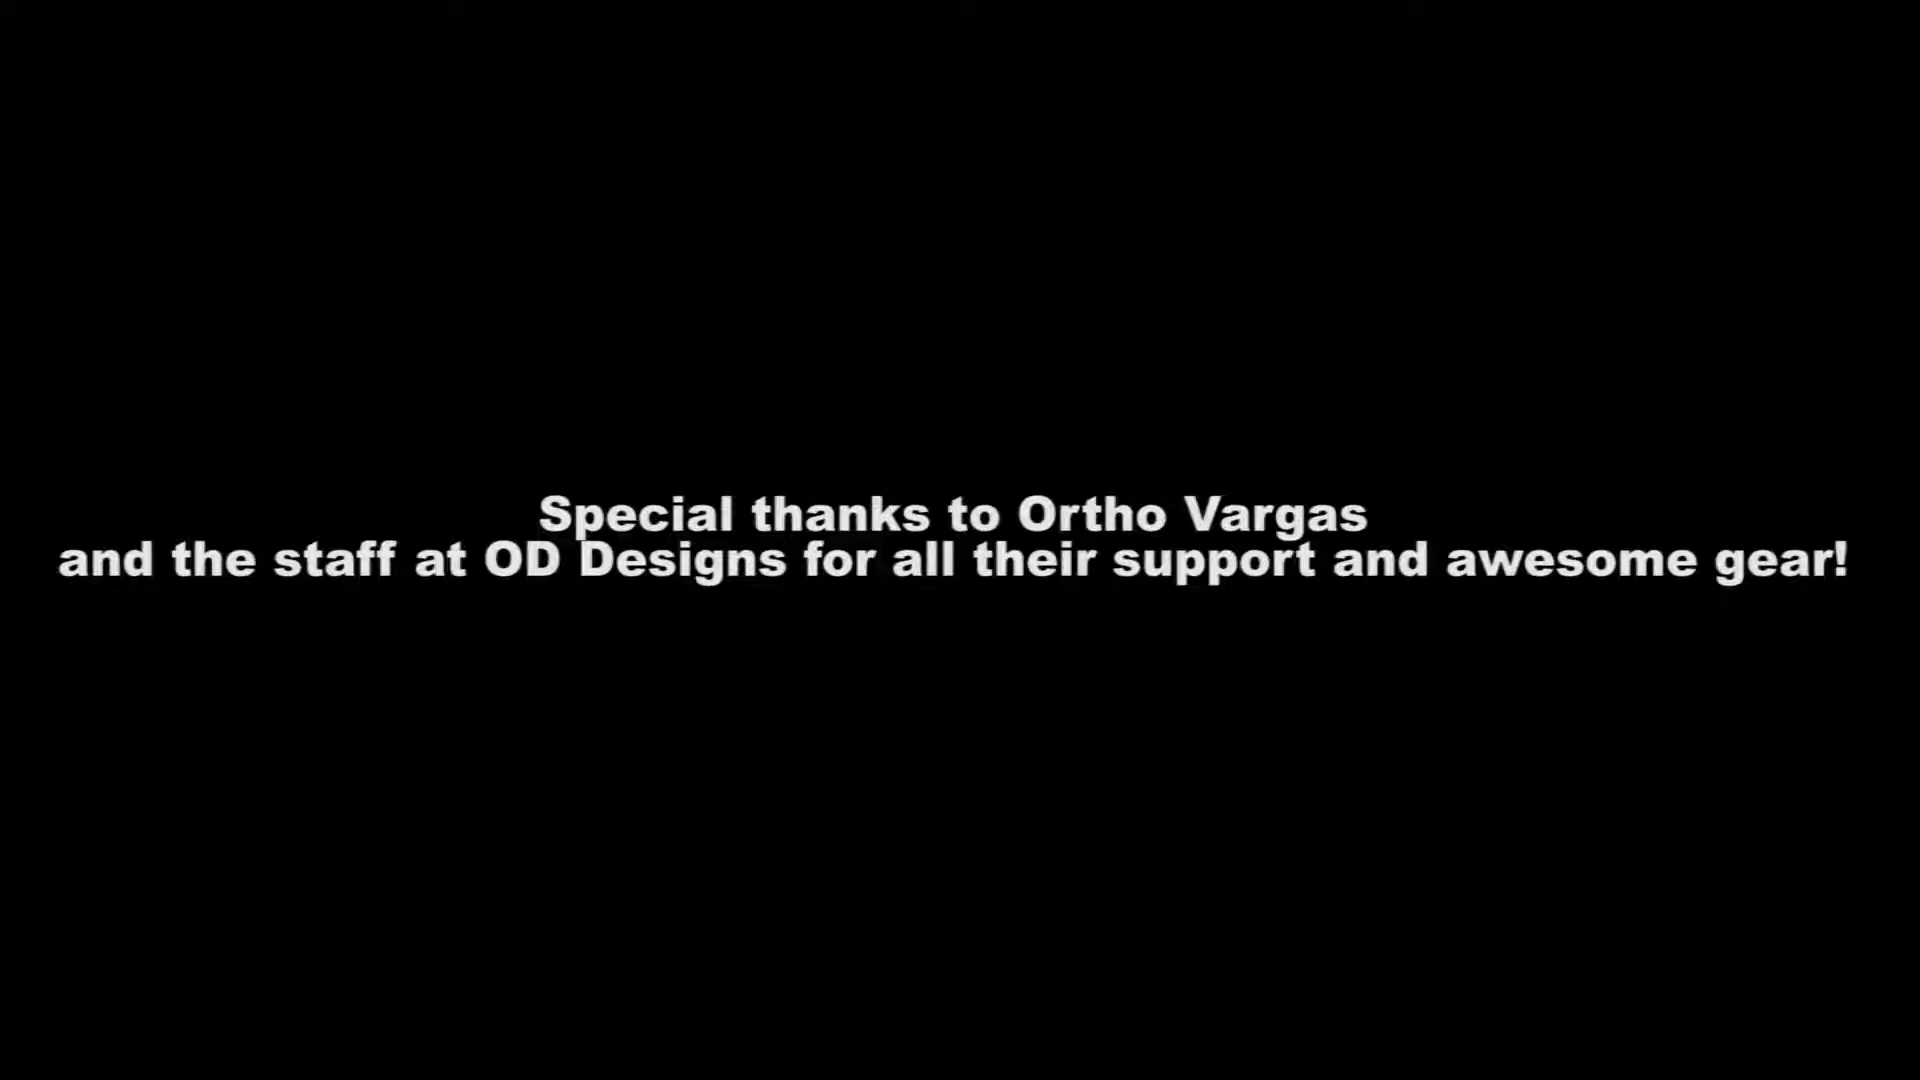 Special thanks to Ortho Vargas
and the staff at OD Designs for all their support and awesome gear!